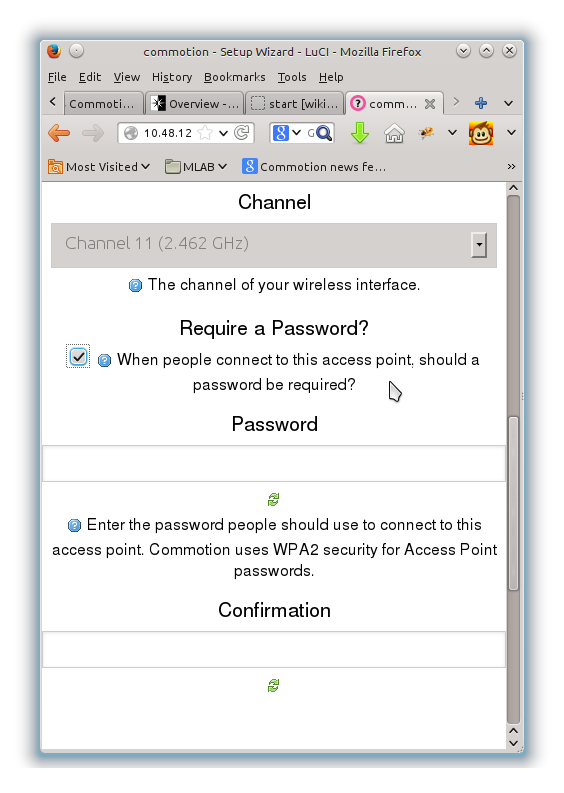 commotion - Setup Wizard - LuCI - Mozilla Firefox
File Edit View History Bookmarks Tools Help
Commoti... Overview -... start [wiki... comm...
10.48.12 8 G
Most Visited MLAB 8 Commotion news fe... »
Channel
Channel 11 (2.462 GHz)
? The channel of your wireless interface.
Require a Password?
? When people connect to this access point, should a
password be required?
Password
? Enter the password people should use to connect to this
access point. Commotion uses WPA2 security for Access Point
passwords.
Confirmation